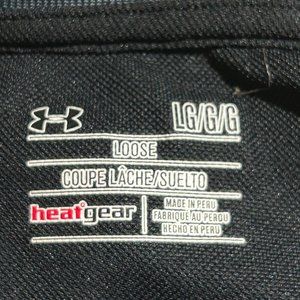 LG/G/G
LOOSE
COUPE LÂCHE/SUELTO
heatgear
MADE IN PERU
FABRIQUÉ AU PÉROU
HECHO EN PERU